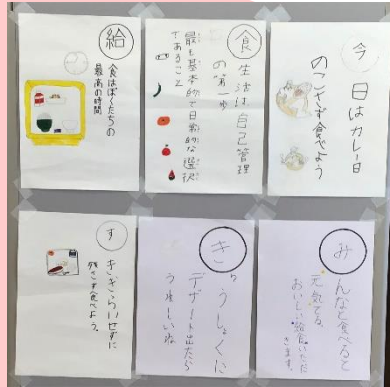 今日はカレー日
のこさず食べよう
食生活は自己管理
の第一歩
最も基本的で日常的な選択
であること
給食はぼくたちの
最高の時間
みんなと食べると
元気でる、
おいしい給食いただ
きます。
きゅうしょくに
デザート出たら
うれしいね
すききらいせずに
残さず食べよう。